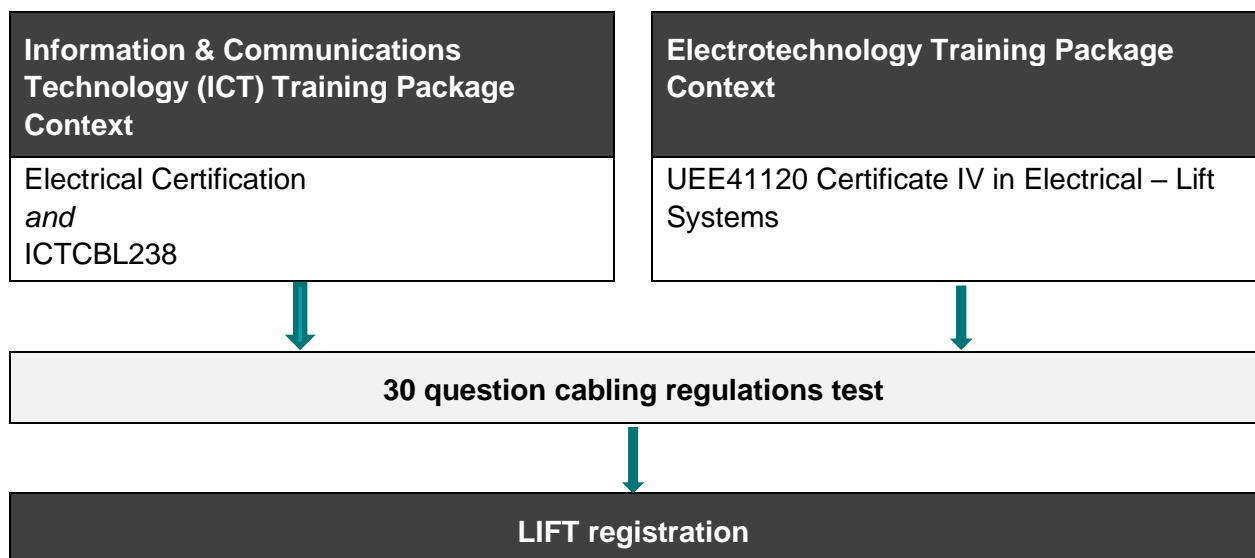 Information & Communications
Technology (ICT) Training Package
Context
Electrical Certification
and
ICTCBL238
Electrotechnology Training Package
Context
UEE41120 Certificate IV in Electrical – Lift
Systems
30 question cabling regulations test
LIFT registration